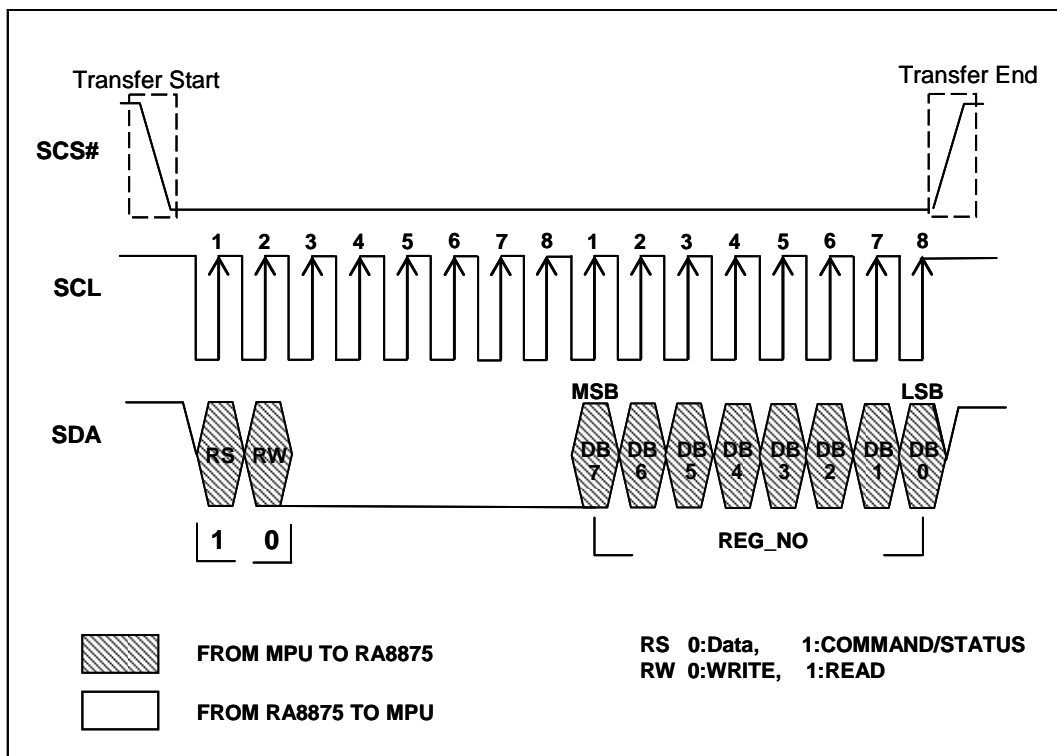 Transfer Start
Transfer End
SCS#
1 2 3 4 5 6 7 8 1 2 3 4 5 6 7 8
SCL
MSB LSB
SDA
RS RW DB 7 DB 6 DB 5 DB 4 DB 3 DB 2 DB 1 DB 0
1 0
REG_NO
FROM MPU TO RA8875
RS 0:Data, 1:COMMAND/STATUS
RW 0:WRITE, 1:READ
FROM RA8875 TO MPU